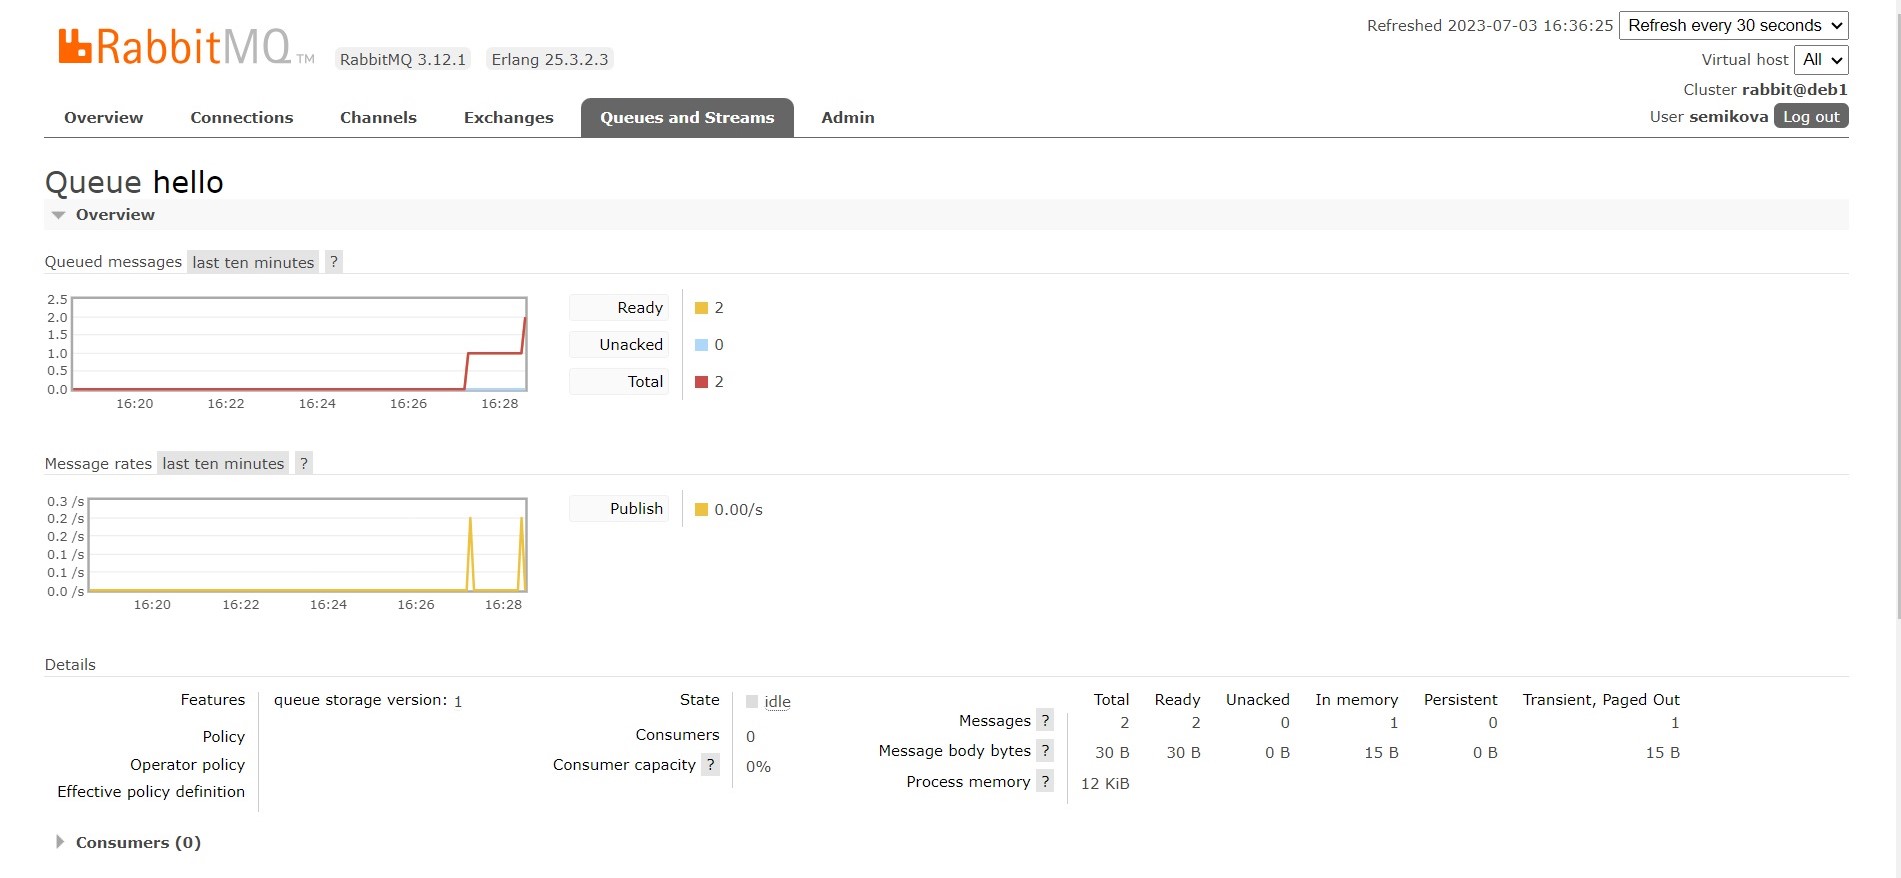 RabbitMQ TM RabbitMQ 3.12.1 Erlang 25.3.2.3
Refreshed 2023-07-03 16:36:25 Refresh every 30 seconds
Virtual host All
Cluster rabbit@deb1
User semikova Log out
Overview Connections Channels Exchanges Queues and Streams Admin
Queue hello
Overview
Queued messages last ten minutes ?
2.5
2.0
1.5
1.0
0.5
0.0
16:20 16:22 16:24 16:26 16:28
Ready 2
Unacked 0
Total 2
Message rates last ten minutes ?
0.3 /s
0.2 /s
0.2 /s
0.1 /s
0.1 /s
0.0 /s
16:20 16:22 16:24 16:26 16:28
Publish 0.00/s
Details
Features queue storage version: 1
Policy
Operator policy
Effective policy definition
State idle
Consumers 0
Consumer capacity ? 0%
Total Ready Unacked In memory Persistent Transient, Paged Out
Messages ? 2 2 0 1 0 1
Message body bytes ? 30 B 30 B 0 B 15 B 0 B 15 B
Process memory ? 12 KiB
Consumers (0)